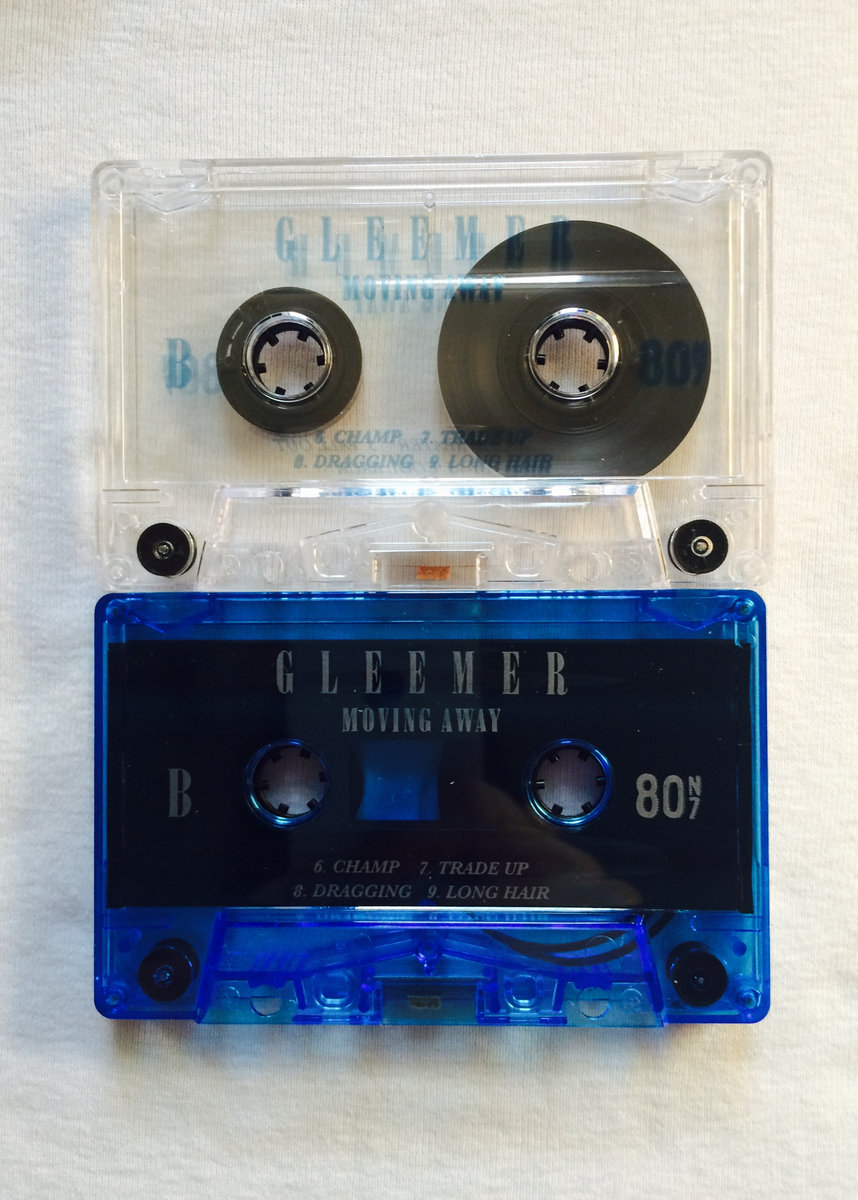 GLEEMER
MOVING AWAY
B 80N7
6. CHAMP 7. TRADE UP
8. DRAGGING 9. LONG HAIR
GLEEMER
MOVING AWAY
B 80N7
6. CHAMP 7. TRADE UP
8. DRAGGING 9. LONG HAIR